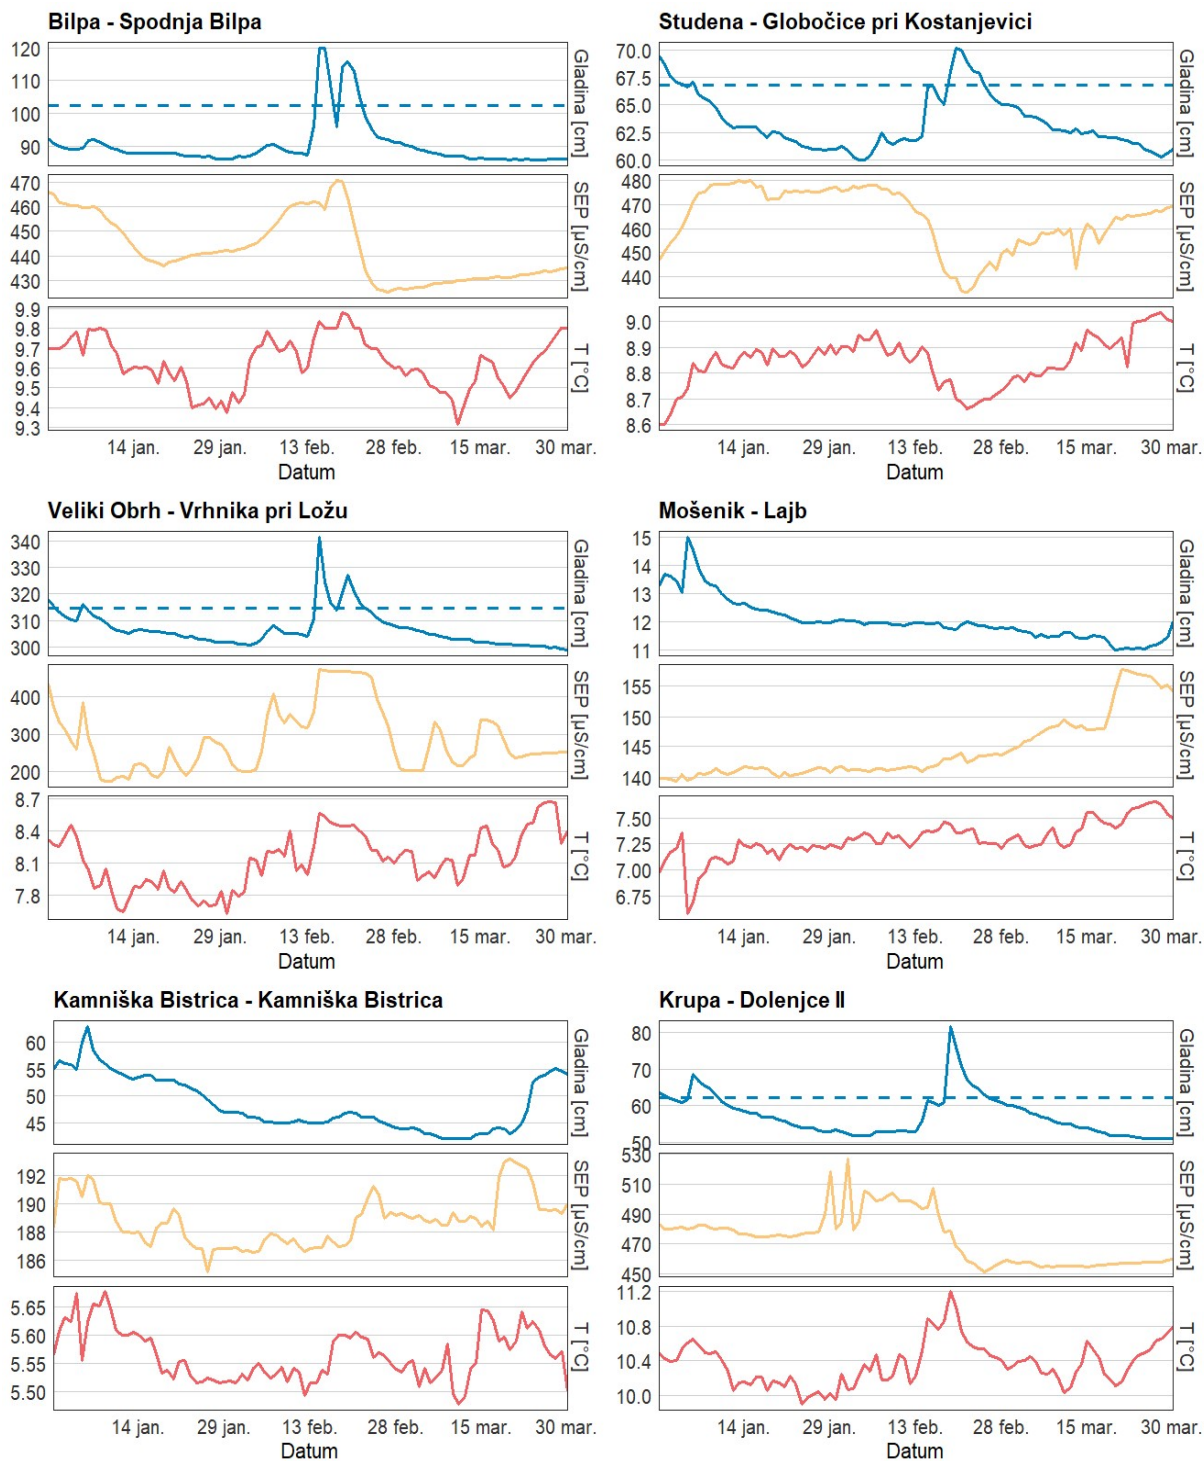 Bilpa - Spodnja Bilpa
120
110
100
90
Gladina [cm]
470
460
450
440
430
SEP [µS/cm]
9.9
9.8
9.7
9.6
9.5
9.4
9.3
T [°C]
14 jan.
29 jan.
13 feb.
28 feb.
15 mar.
30 mar.
Datum
Studena - Globočice pri Kostanjevici
70.0
67.5
65.0
62.5
60.0
Gladina [cm]
480
470
460
450
440
SEP [µS/cm]
9.0
8.9
8.8
8.7
8.6
T [°C]
14 jan.
29 jan.
13 feb.
28 feb.
15 mar.
30 mar.
Datum
Veliki Obrh - Vrhnika pri Ložu
340
330
320
310
300
Gladina [cm]
400
300
200
SEP [µS/cm]
8.7
8.4
8.1
7.8
T [°C]
14 jan.
29 jan.
13 feb.
28 feb.
15 mar.
30 mar.
Datum
Mošenik - Lajb
15
14
13
12
11
Gladina [cm]
155
150
145
140
SEP [µS/cm]
7.50
7.25
7.00
6.75
T [°C]
14 jan.
29 jan.
13 feb.
28 feb.
15 mar.
30 mar.
Datum
Kamniška Bistrica - Kamniška Bistrica
60
55
50
45
Gladina [cm]
192
190
188
186
SEP [µS/cm]
5.65
5.60
5.55
5.50
T [°C]
14 jan.
29 jan.
13 feb.
28 feb.
15 mar.
30 mar.
Datum
Krupa - Dolenjce II
80
70
60
50
Gladina [cm]
530
510
490
470
450
SEP [µS/cm]
11.2
10.8
10.4
10.0
T [°C]
14 jan.
29 jan.
13 feb.
28 feb.
15 mar.
30 mar.
Datum